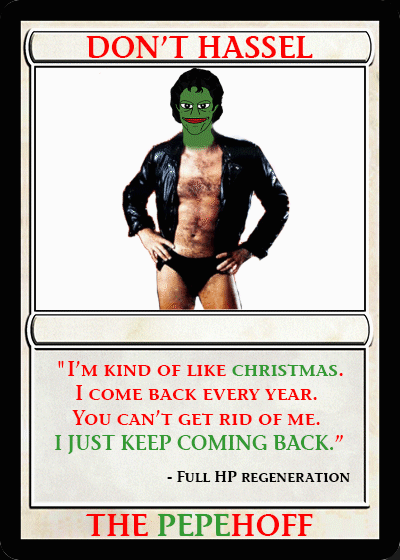 DON'T HASSEL
"I'm kind of like christmas.
I come back every year.
You can't get rid of me.
I just keep coming back."
- Full HP regeneration
THE PEPEHOFF